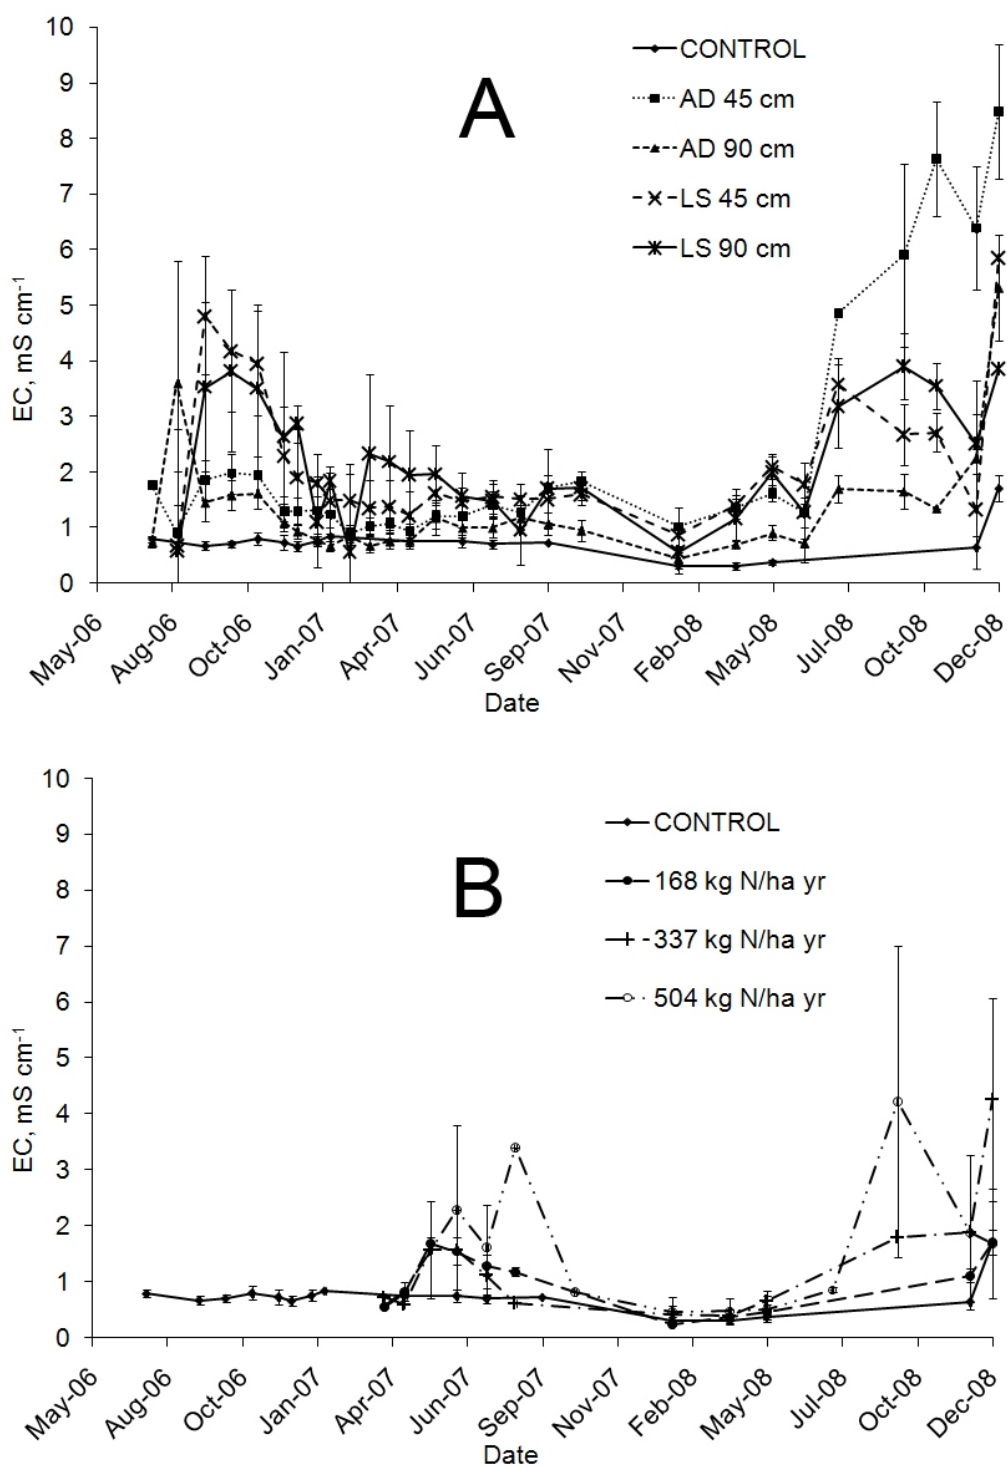 10
9
8
7
6
5
4
3
2
1
0
EC, mS cm-1
A
CONTROL
AD 45 cm
AD 90 cm
LS 45 cm
LS 90 cm
May-06
Aug-06
Oct-06
Jan-07
Apr-07
Jun-07
Sep-07
Nov-07
Feb-08
May-08
Jul-08
Oct-08
Dec-08
Date
10
9
8
7
6
5
4
3
2
1
0
EC, mS cm-1
B
CONTROL
168 kg N/ha yr
337 kg N/ha yr
504 kg N/ha yr
May-06
Aug-06
Oct-06
Jan-07
Apr-07
Jun-07
Sep-07
Nov-07
Feb-08
May-08
Jul-08
Oct-08
Dec-08
Date